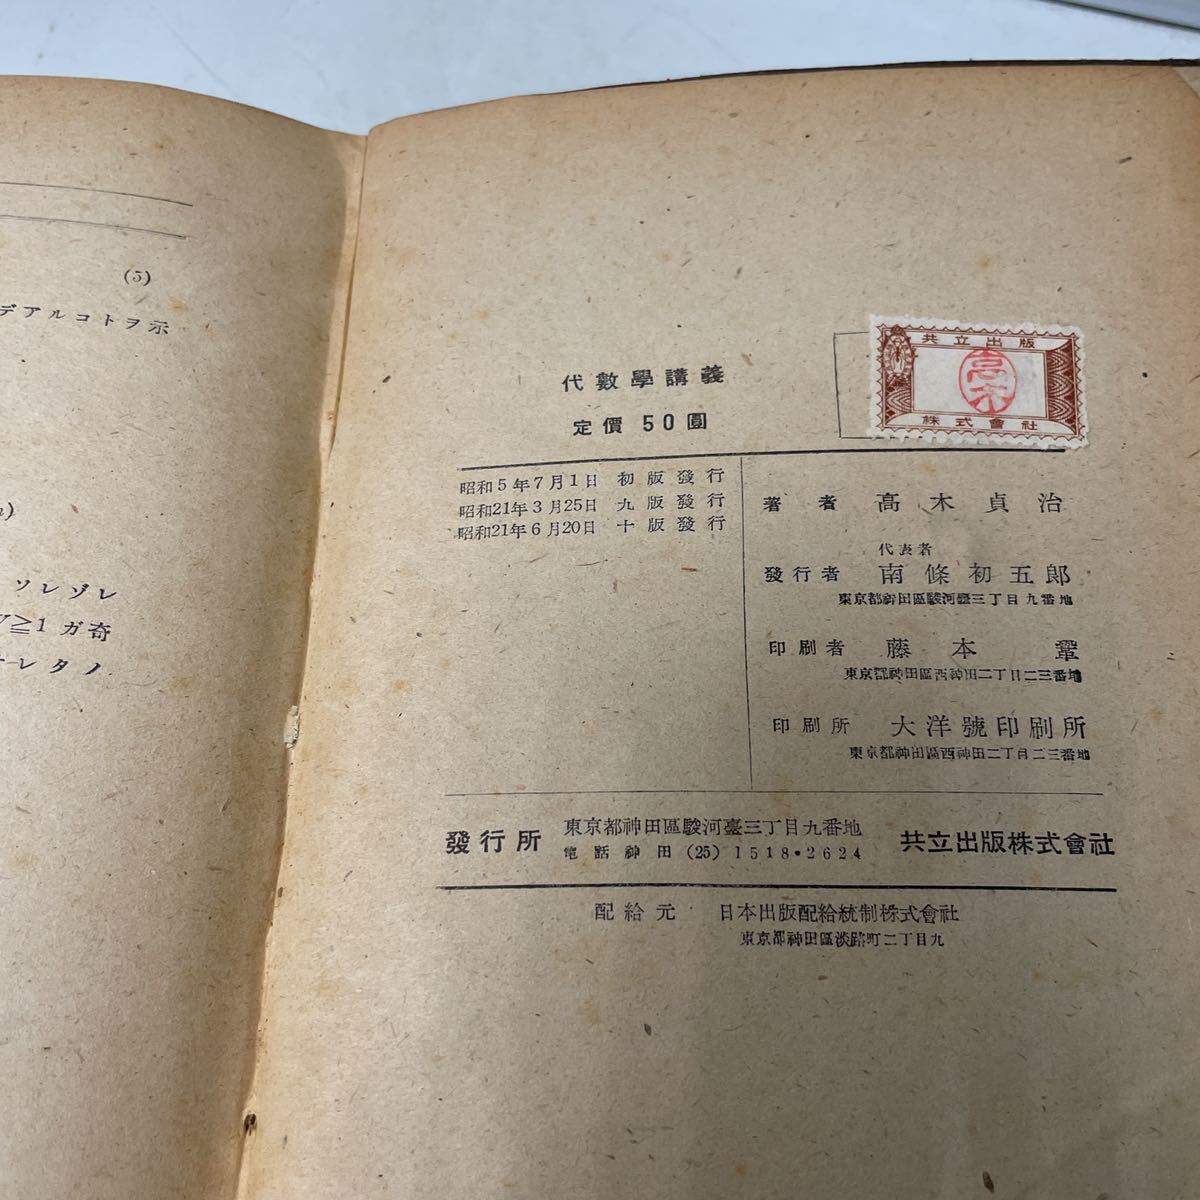 (5)
デアルコトヲ示
ソレゾレ
≧1 ガ奇
レタノ
共立出版
高木
株式會社
代數學講義
定價 50圓
昭和5年7月1日 初版發行
昭和21年3月25日 九版發行
昭和21年6月20日 十版發行
著者 高木貞治
代表者
發行者 南條初五郎
東京都神田區駿河臺三丁目九番地
印刷者 藤本鞏
東京都神田區西神田二丁目二三番地
印刷所 大洋號印刷所
東京都神田區西神田二丁目二三番地
發行所 東京都神田區駿河臺三丁目九番地 共立出版株式會社
電話神田(25)1518・2624
配給元 日本出版配給統制株式會社
東京都神田區淡路町二丁目九